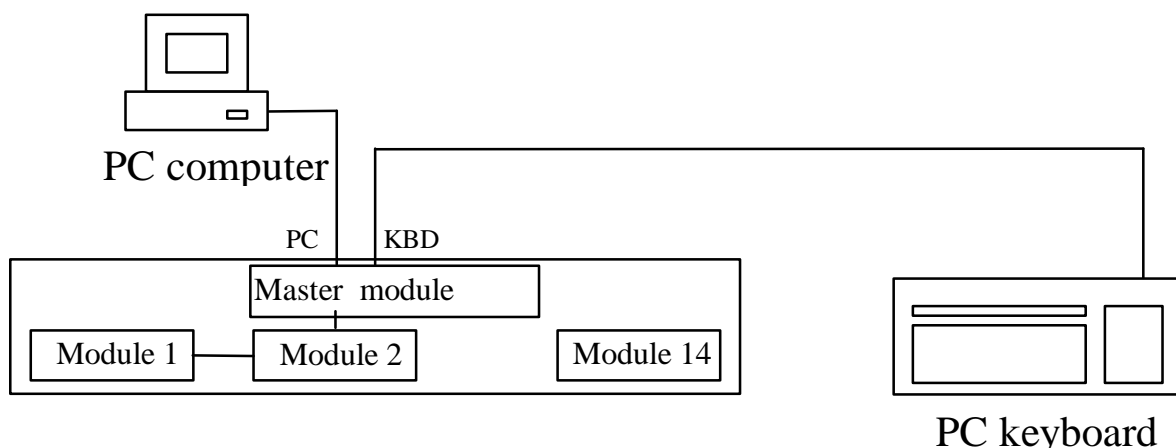 PC computer
PC KBD
Master module
Module 1 Module 2 Module 14
PC keyboard